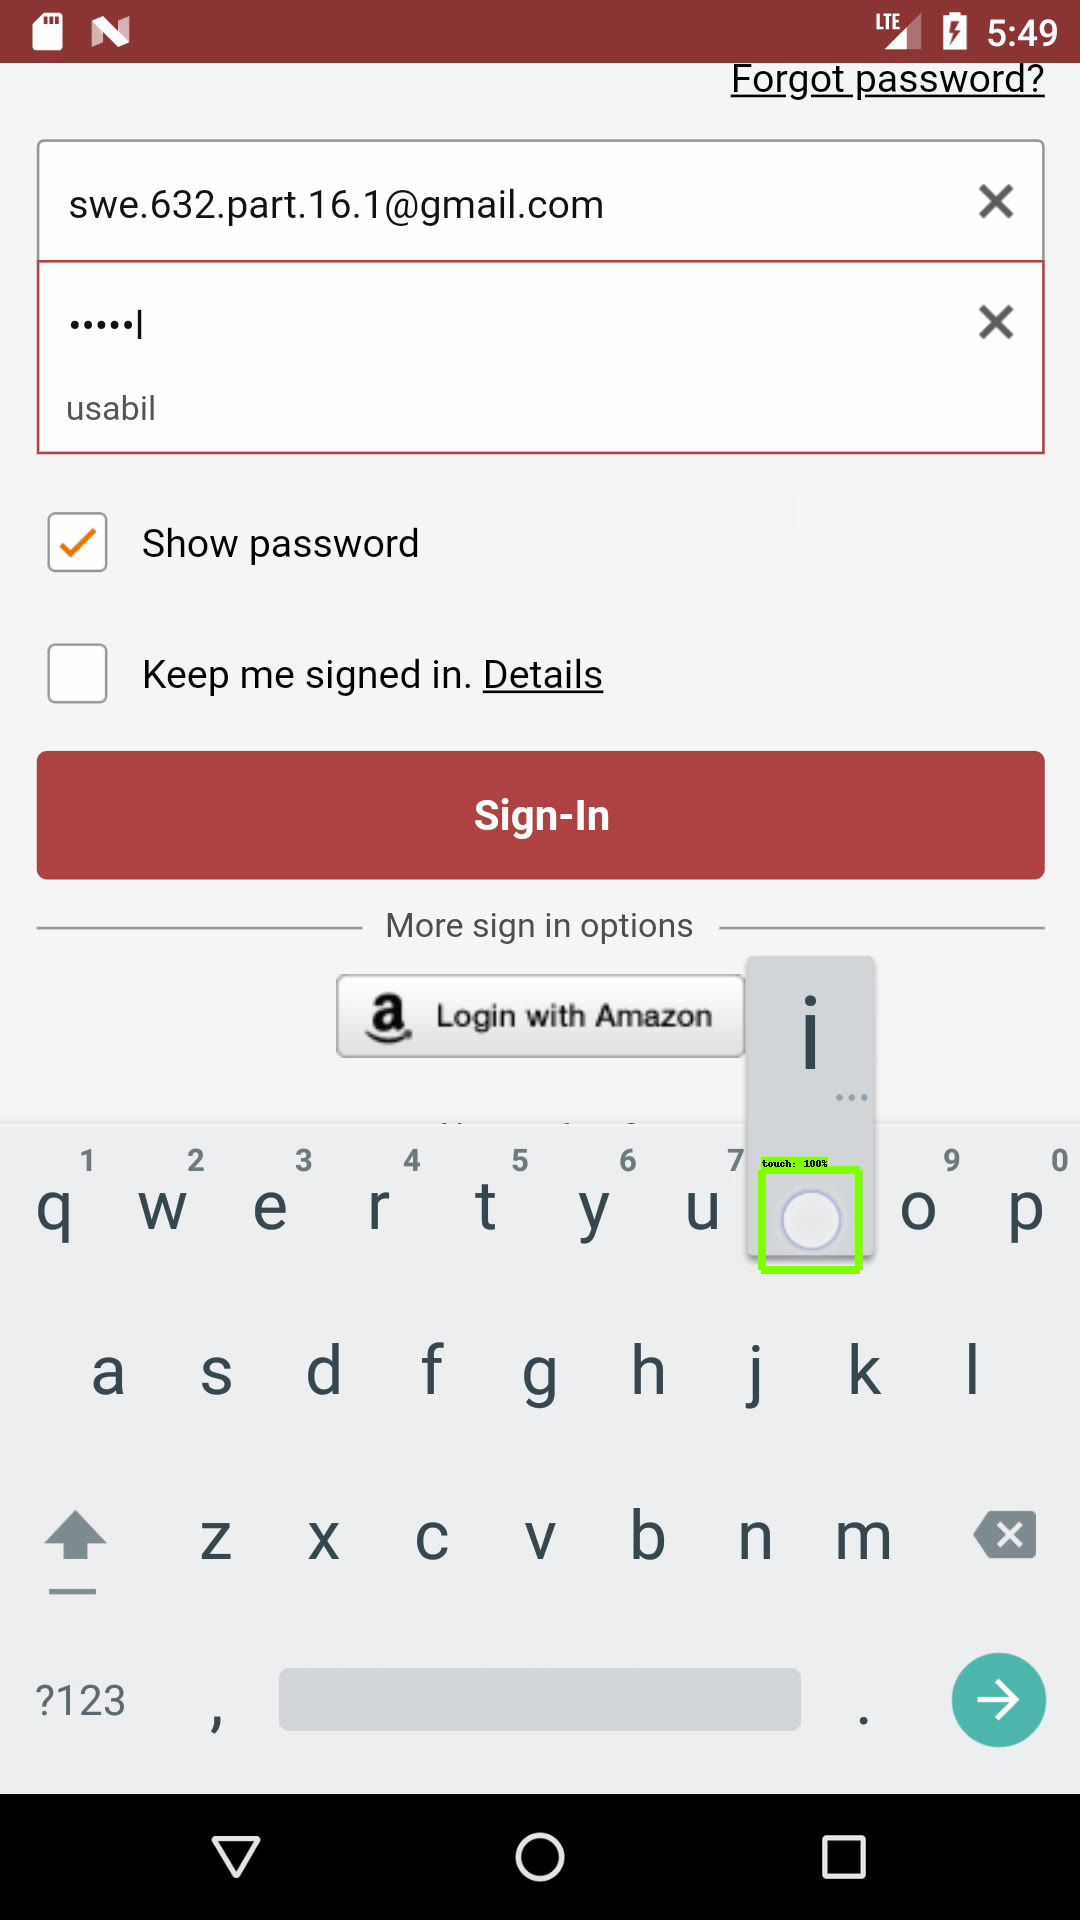 LTE 5:49
Forgot password?
swe.632.part.16.1@gmail.com
•••••
usabil
Show password
Keep me signed in. Details
Sign-In
More sign in options
a Login with Amazon
i
...
touch: 100%
1 2 3 4 5 6 7 9 0
q w e r t y u o p
a s d f g h j k l
z x c v b n m
?123 , .